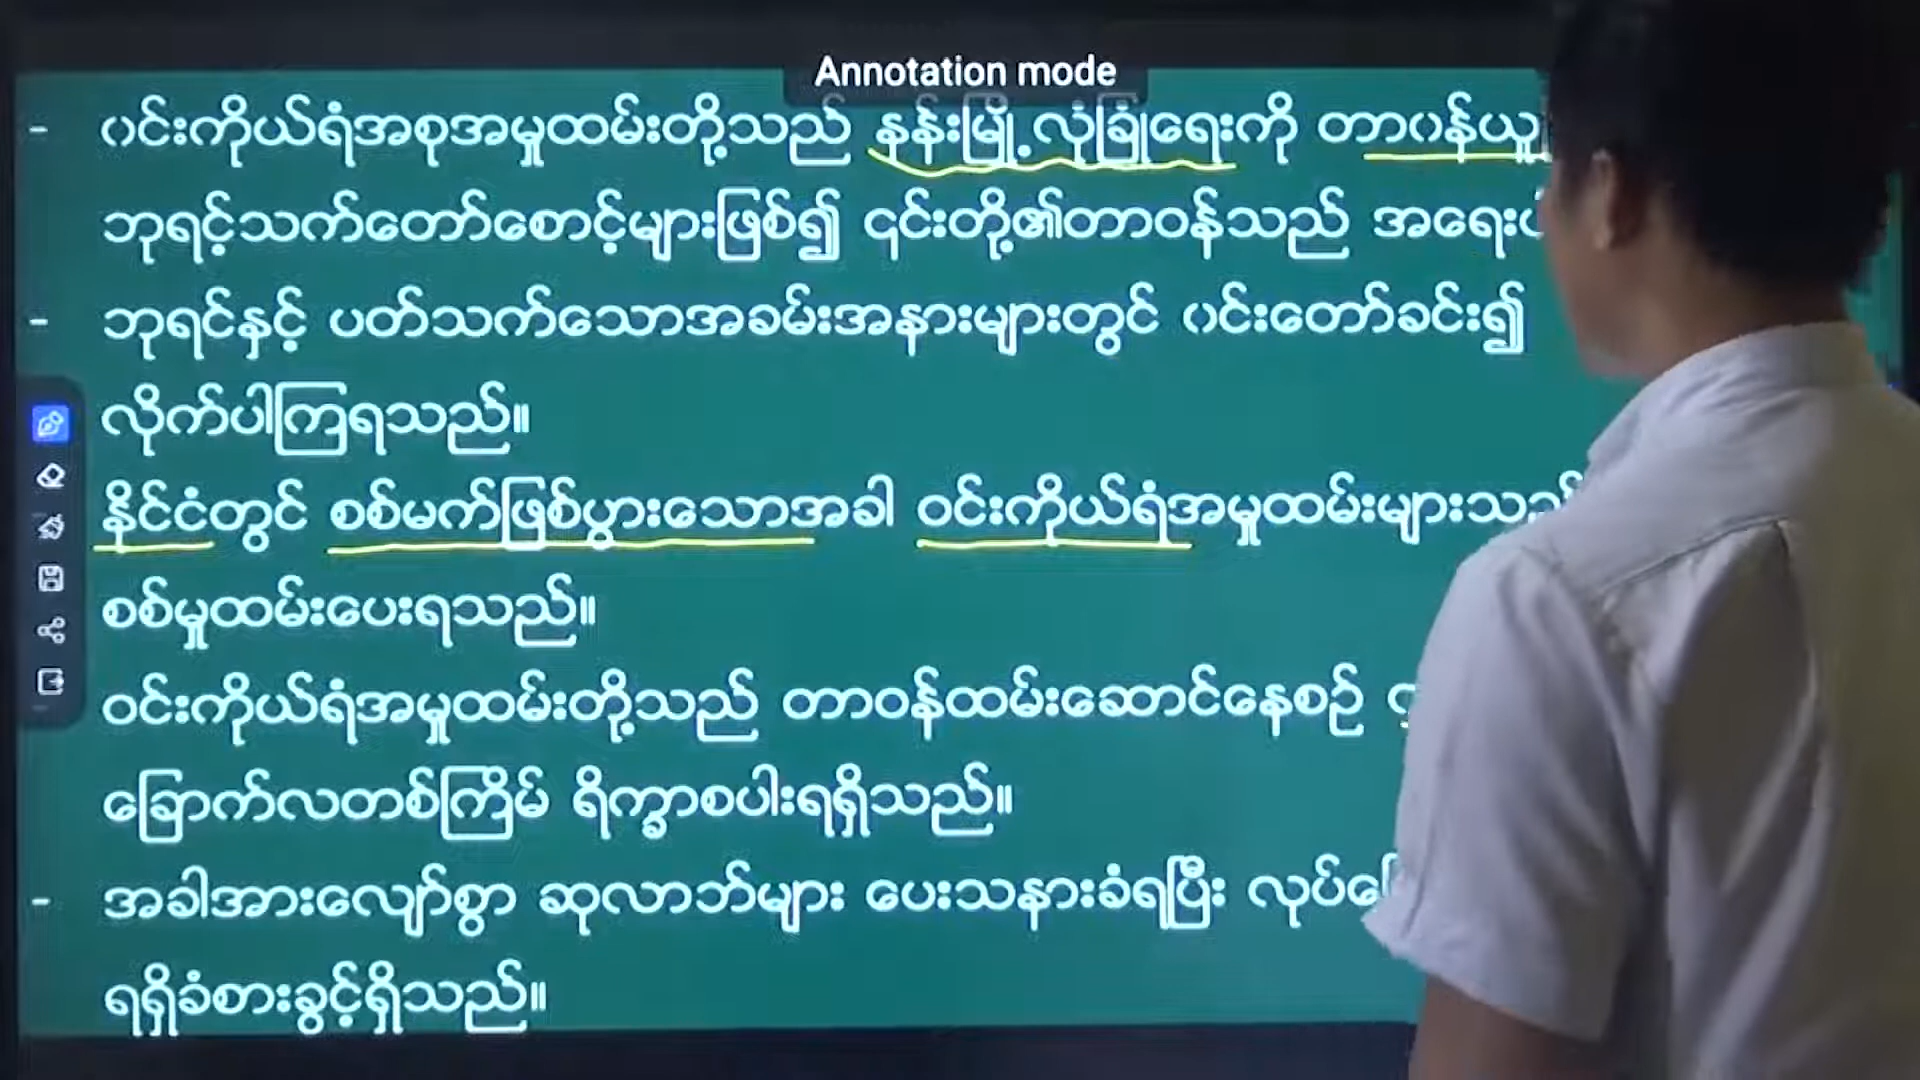 Annotation mode
- ၀င်းကိုယ်ရံအစုအမှုထမ်းတို့သည် နန်းမြို့လုံခြုံရေးကို တာ၀န်ယူ
ဘုရင့်သက်တော်စောင့်များဖြစ်၍ ၎င်းတို့၏တာဝန်သည်
- ဘုရင်နှင့် ပတ်သက်သောအခမ်းအနားများတွင် ၀င်းတော်ခင်း၍
လိုက်ပါကြရသည်။
နိုင်ငံတွင် စစ်မက်ဖြစ်ပွားသောအခါ ဝင်းကိုယ်ရံအမှုထမ်းများသည်
စစ်မှုထမ်းပေးရသည်။
ဝင်းကိုယ်ရံအမှုထမ်းတို့သည် တာဝန်ထမ်းဆောင်နေစဉ်
ခြောက်လတစ်ကြိမ် ရိက္ခာစပါးရရှိသည်။
- အခါအားလျော်စွာ ဆုလာဘ်များ ပေးသနားခံရပြီး
ရရှိခံစားခွင့်ရှိသည်။